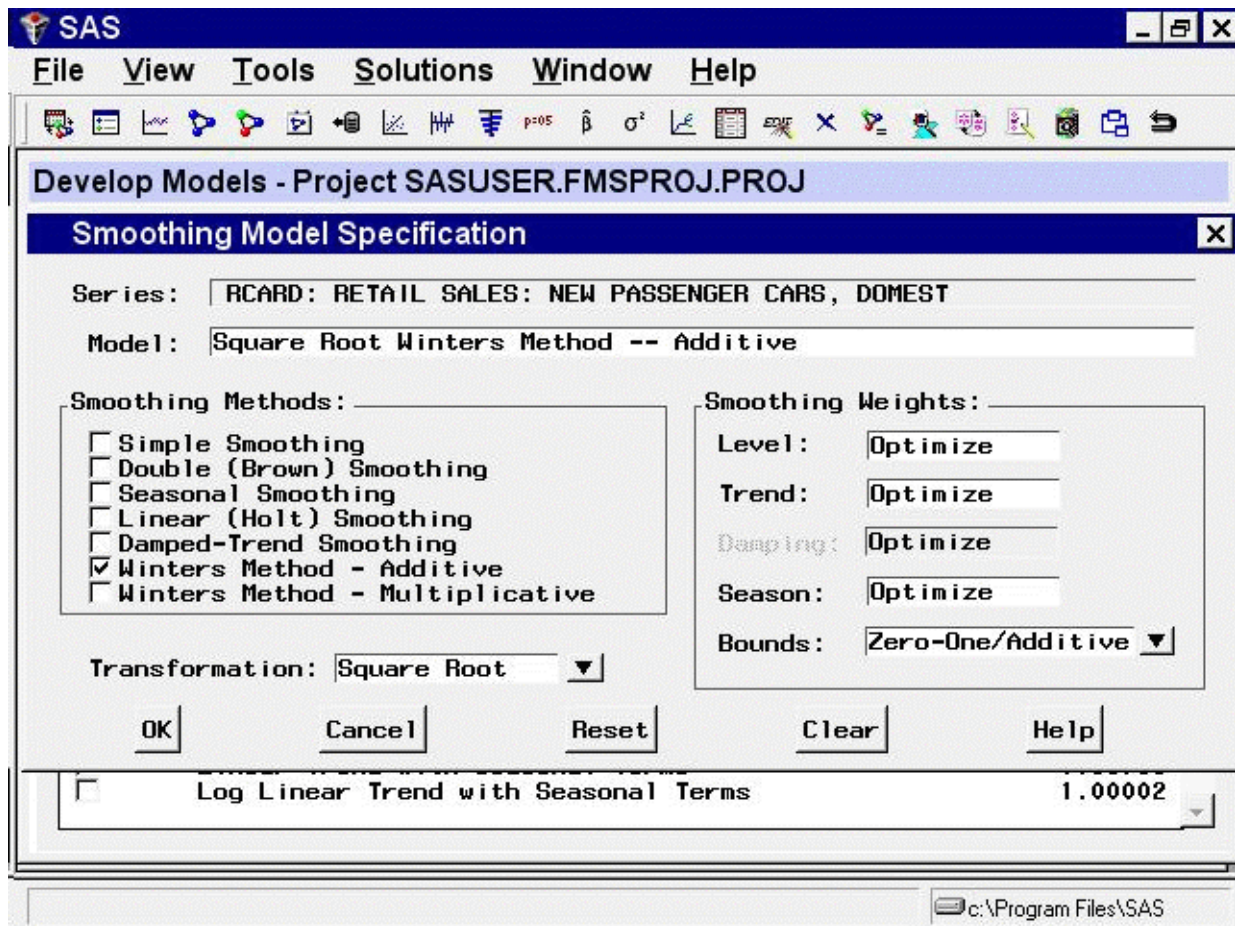 SAS
File View Tools Solutions Window Help
p=05 β̂ σ²
Develop Models - Project SASUSER.FMSPROJ.PROJ
Smoothing Model Specification
Series: RCARD: RETAIL SALES: NEW PASSENGER CARS, DOMEST
Model: Square Root Winters Method -- Additive
Smoothing Methods:
Simple Smoothing
Double (Brown) Smoothing
Seasonal Smoothing
Linear (Holt) Smoothing
Damped-Trend Smoothing
Winters Method - Additive
Winters Method - Multiplicative
Transformation: Square Root
Smoothing Weights:
Level: Optimize
Trend: Optimize
Damping: Optimize
Season: Optimize
Bounds: Zero-One/Additive
OK Cancel Reset Clear Help
Log Linear Trend with Seasonal Terms 1.00002
c:\Program Files\SAS